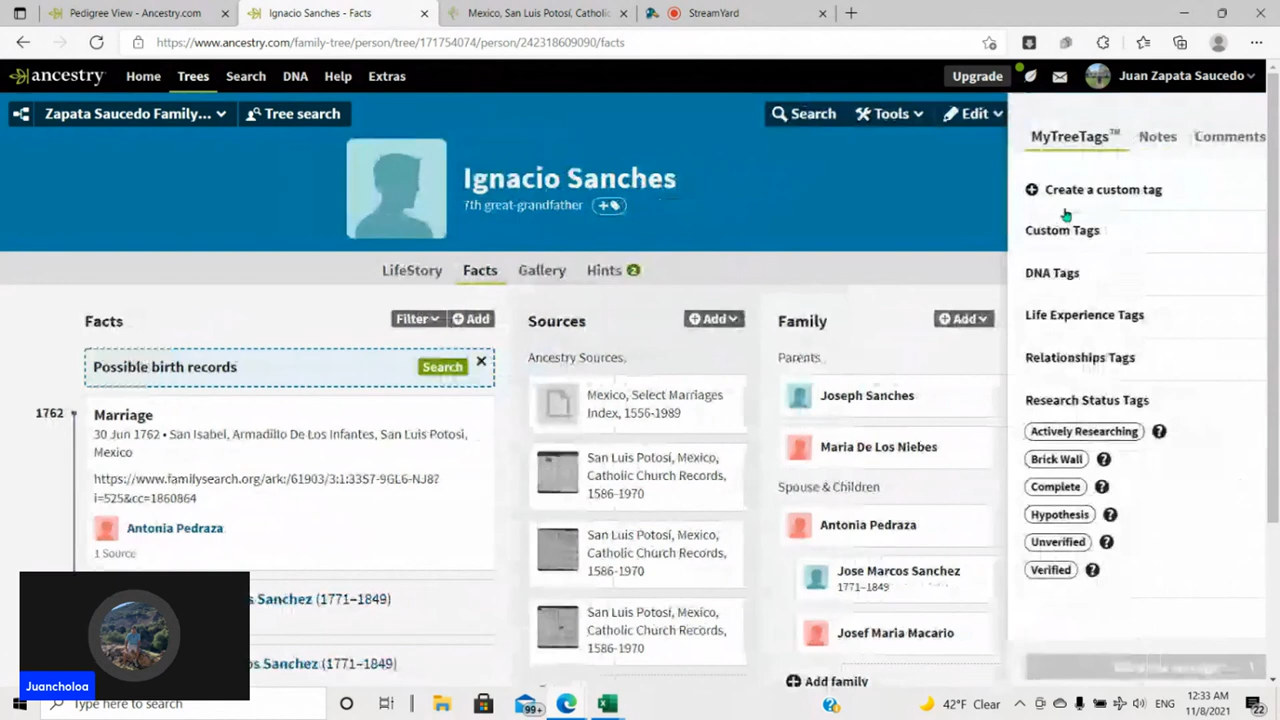 Pedigree View - Ancestry.com
Ignacio Sanches - Facts
Mexico, San Luis Potosí, Catholic
StreamYard
https://www.ancestry.com/family-tree/person/tree/171754074/person/242318609090/facts
ancestry
Home
Trees
Search
DNA
Help
Extras
Upgrade
Juan Zapata Saucedo
Zapata Saucedo Family...
Tree search
Search
Tools
Edit
Ignacio Sanches
7th great-grandfather
LifeStory
Facts
Gallery
Hints 2
Facts
Filter
Add
Possible birth records
Search
1762
Marriage
30 Jun 1762 • San Isabel, Armadillo De Los Infantes, San Luis Potosi,
Mexico
https://www.familysearch.org/ark:/61903/3:1:33S7-9GL6-NJ8?
i=525&cc=1860864
Antonia Pedraza
1 Source
Sanchez (1771–1849)
Sanchez (1771–1849)
Sources
Add
Ancestry Sources
Mexico, Select Marriages
Index, 1556-1989
San Luis Potosí, Mexico,
Catholic Church Records,
1586-1970
San Luis Potosí, Mexico,
Catholic Church Records,
1586-1970
San Luis Potosí, Mexico,
Catholic Church Records,
1586-1970
Family
Add
Parents
Joseph Sanches
Maria De Los Niebes
Spouse & Children
Antonia Pedraza
Jose Marcos Sanchez
1771–1849
Josef Maria Macario
Add family
MyTreeTags™
Notes
Comments
Create a custom tag
Custom Tags
DNA Tags
Life Experience Tags
Relationships Tags
Research Status Tags
Actively Researching
Brick Wall
Complete
Hypothesis
Unverified
Verified
Juancholoa
Type here to search
99+
42°F Clear
ENG
12:33 AM
11/8/2021
22